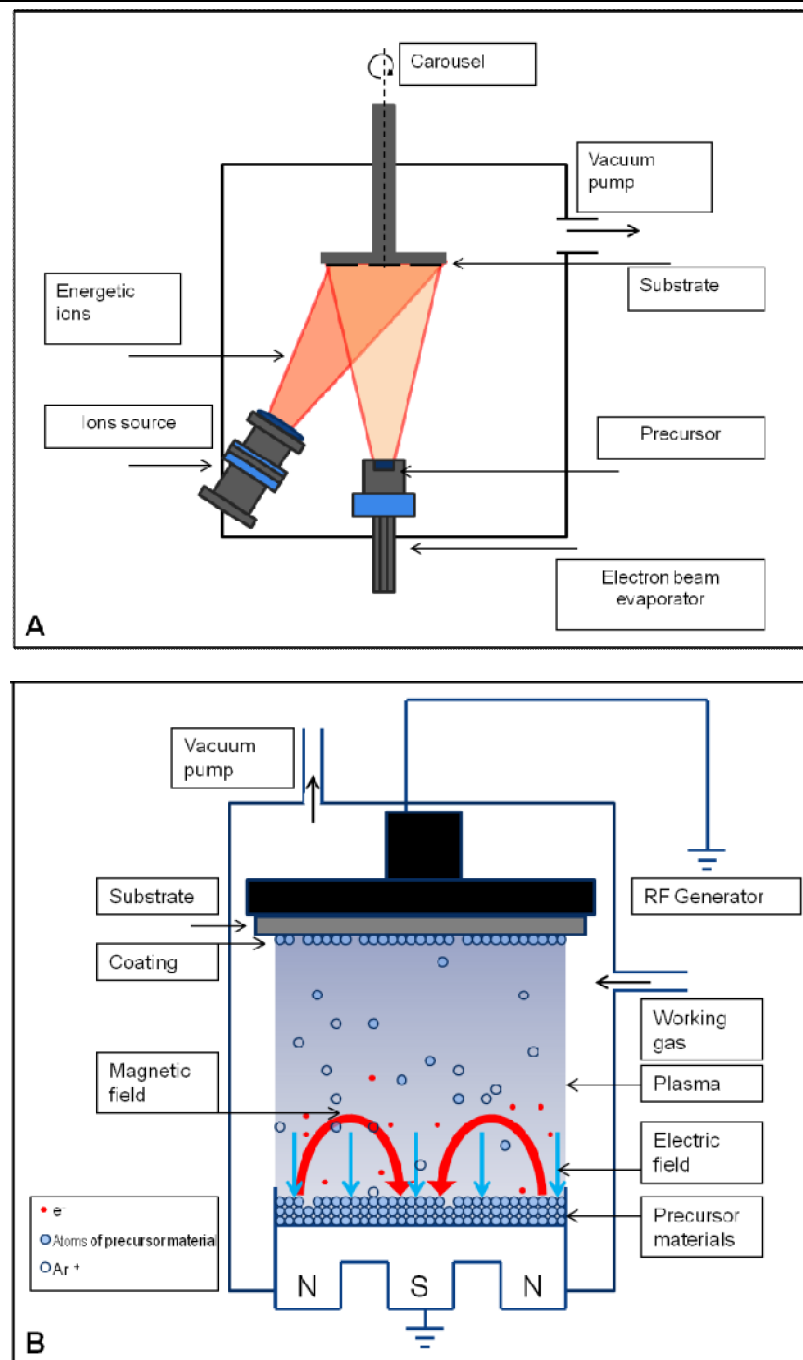 Carousel
Vacuum
pump
Energetic
ions
Substrate
Ions source
Precursor
Electron beam
evaporator
A
Vacuum
pump
Substrate
RF Generator
Coating
Working
gas
Magnetic
field
Plasma
Electric
field
Precursor
materials
e⁻
Atoms of precursor material
Ar⁺
N S N
B